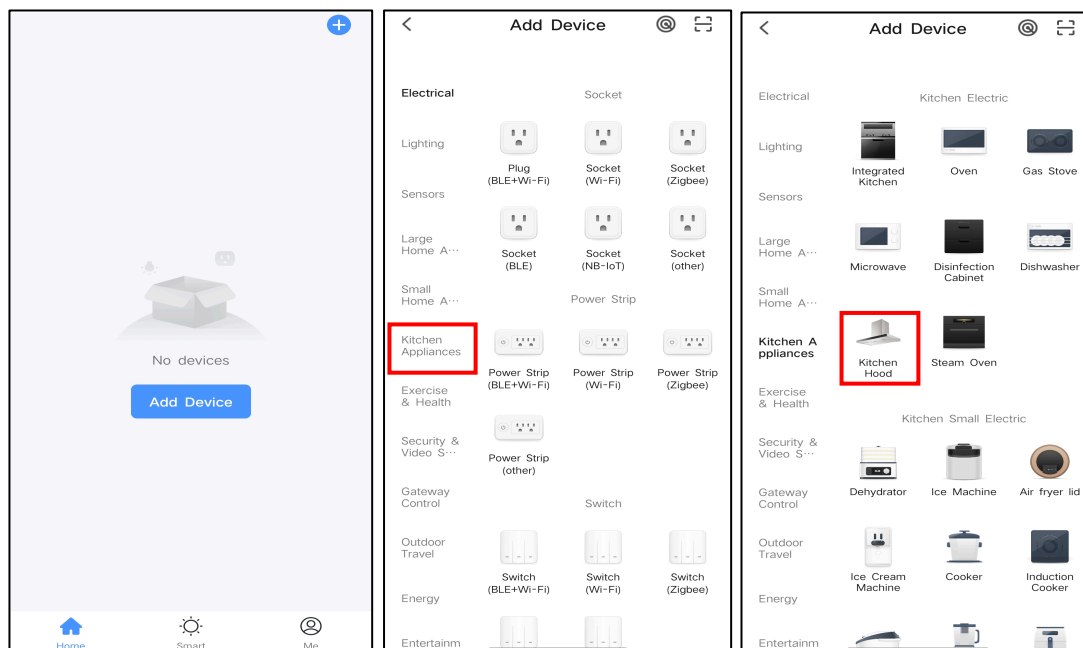 No devices
Add Device
Home
Smart
Me
Add Device
Electrical
Lighting
Sensors
Large
Home A···
Small
Home A···
Kitchen
Appliances
Exercise
& Health
Security &
Video S···
Gateway
Control
Outdoor
Travel
Energy
Entertainm
Socket
Plug
(BLE+Wi-Fi)
Socket
(Wi-Fi)
Socket
(Zigbee)
Socket
(BLE)
Socket
(NB-IoT)
Socket
(other)
Power Strip
Power Strip
(BLE+Wi-Fi)
Power Strip
(Wi-Fi)
Power Strip
(Zigbee)
Power Strip
(other)
Switch
Switch
(BLE+Wi-Fi)
Switch
(Wi-Fi)
Switch
(Zigbee)
Add Device
Electrical
Lighting
Sensors
Large
Home A···
Small
Home A···
Kitchen A
ppliances
Exercise
& Health
Security &
Video S···
Gateway
Control
Outdoor
Travel
Energy
Entertainm
Kitchen Electric
Integrated
Kitchen
Oven
Gas Stove
Microwave
Disinfection
Cabinet
Dishwasher
Kitchen
Hood
Steam Oven
Kitchen Small Electric
Dehydrator
Ice Machine
Air fryer lid
Ice Cream
Machine
Cooker
Induction
Cooker